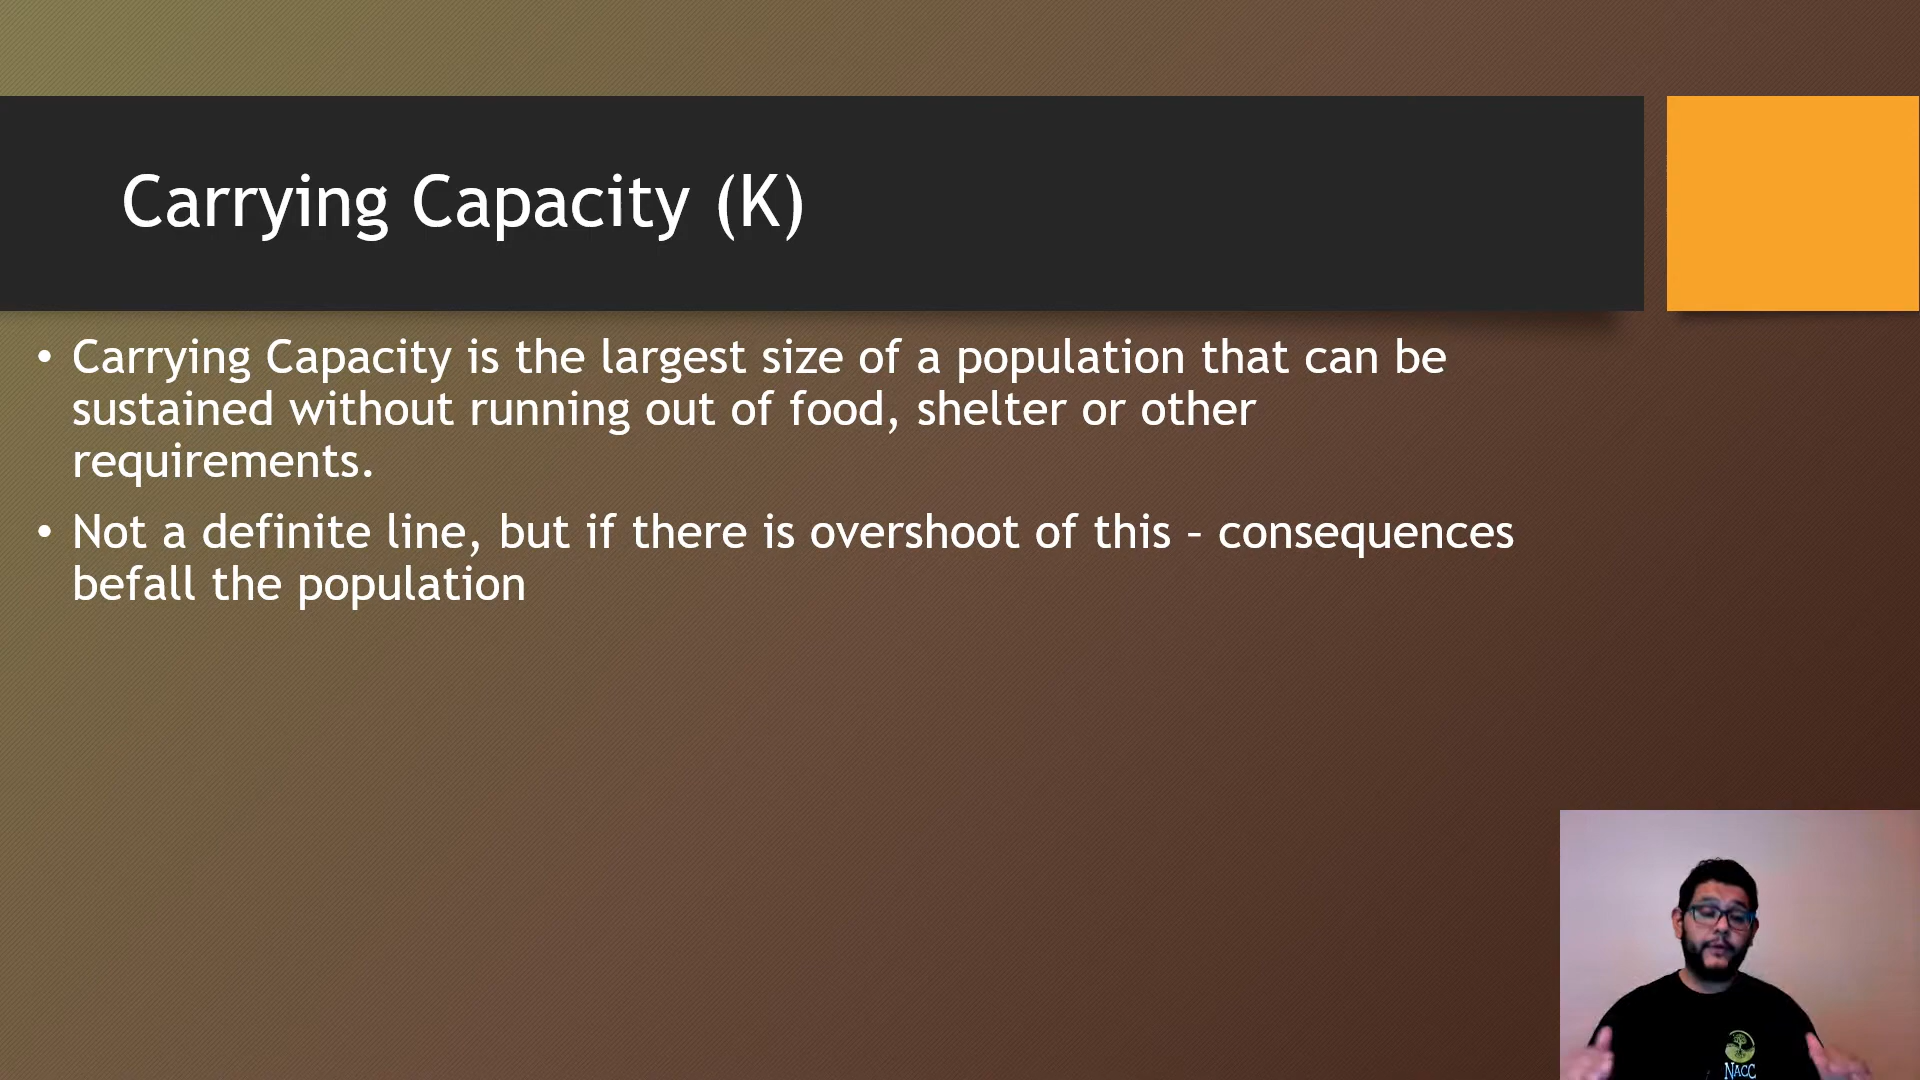 Carrying Capacity (K)
• Carrying Capacity is the largest size of a population that can be
sustained without running out of food, shelter or other
requirements.
• Not a definite line, but if there is overshoot of this – consequences
befall the population
NACC